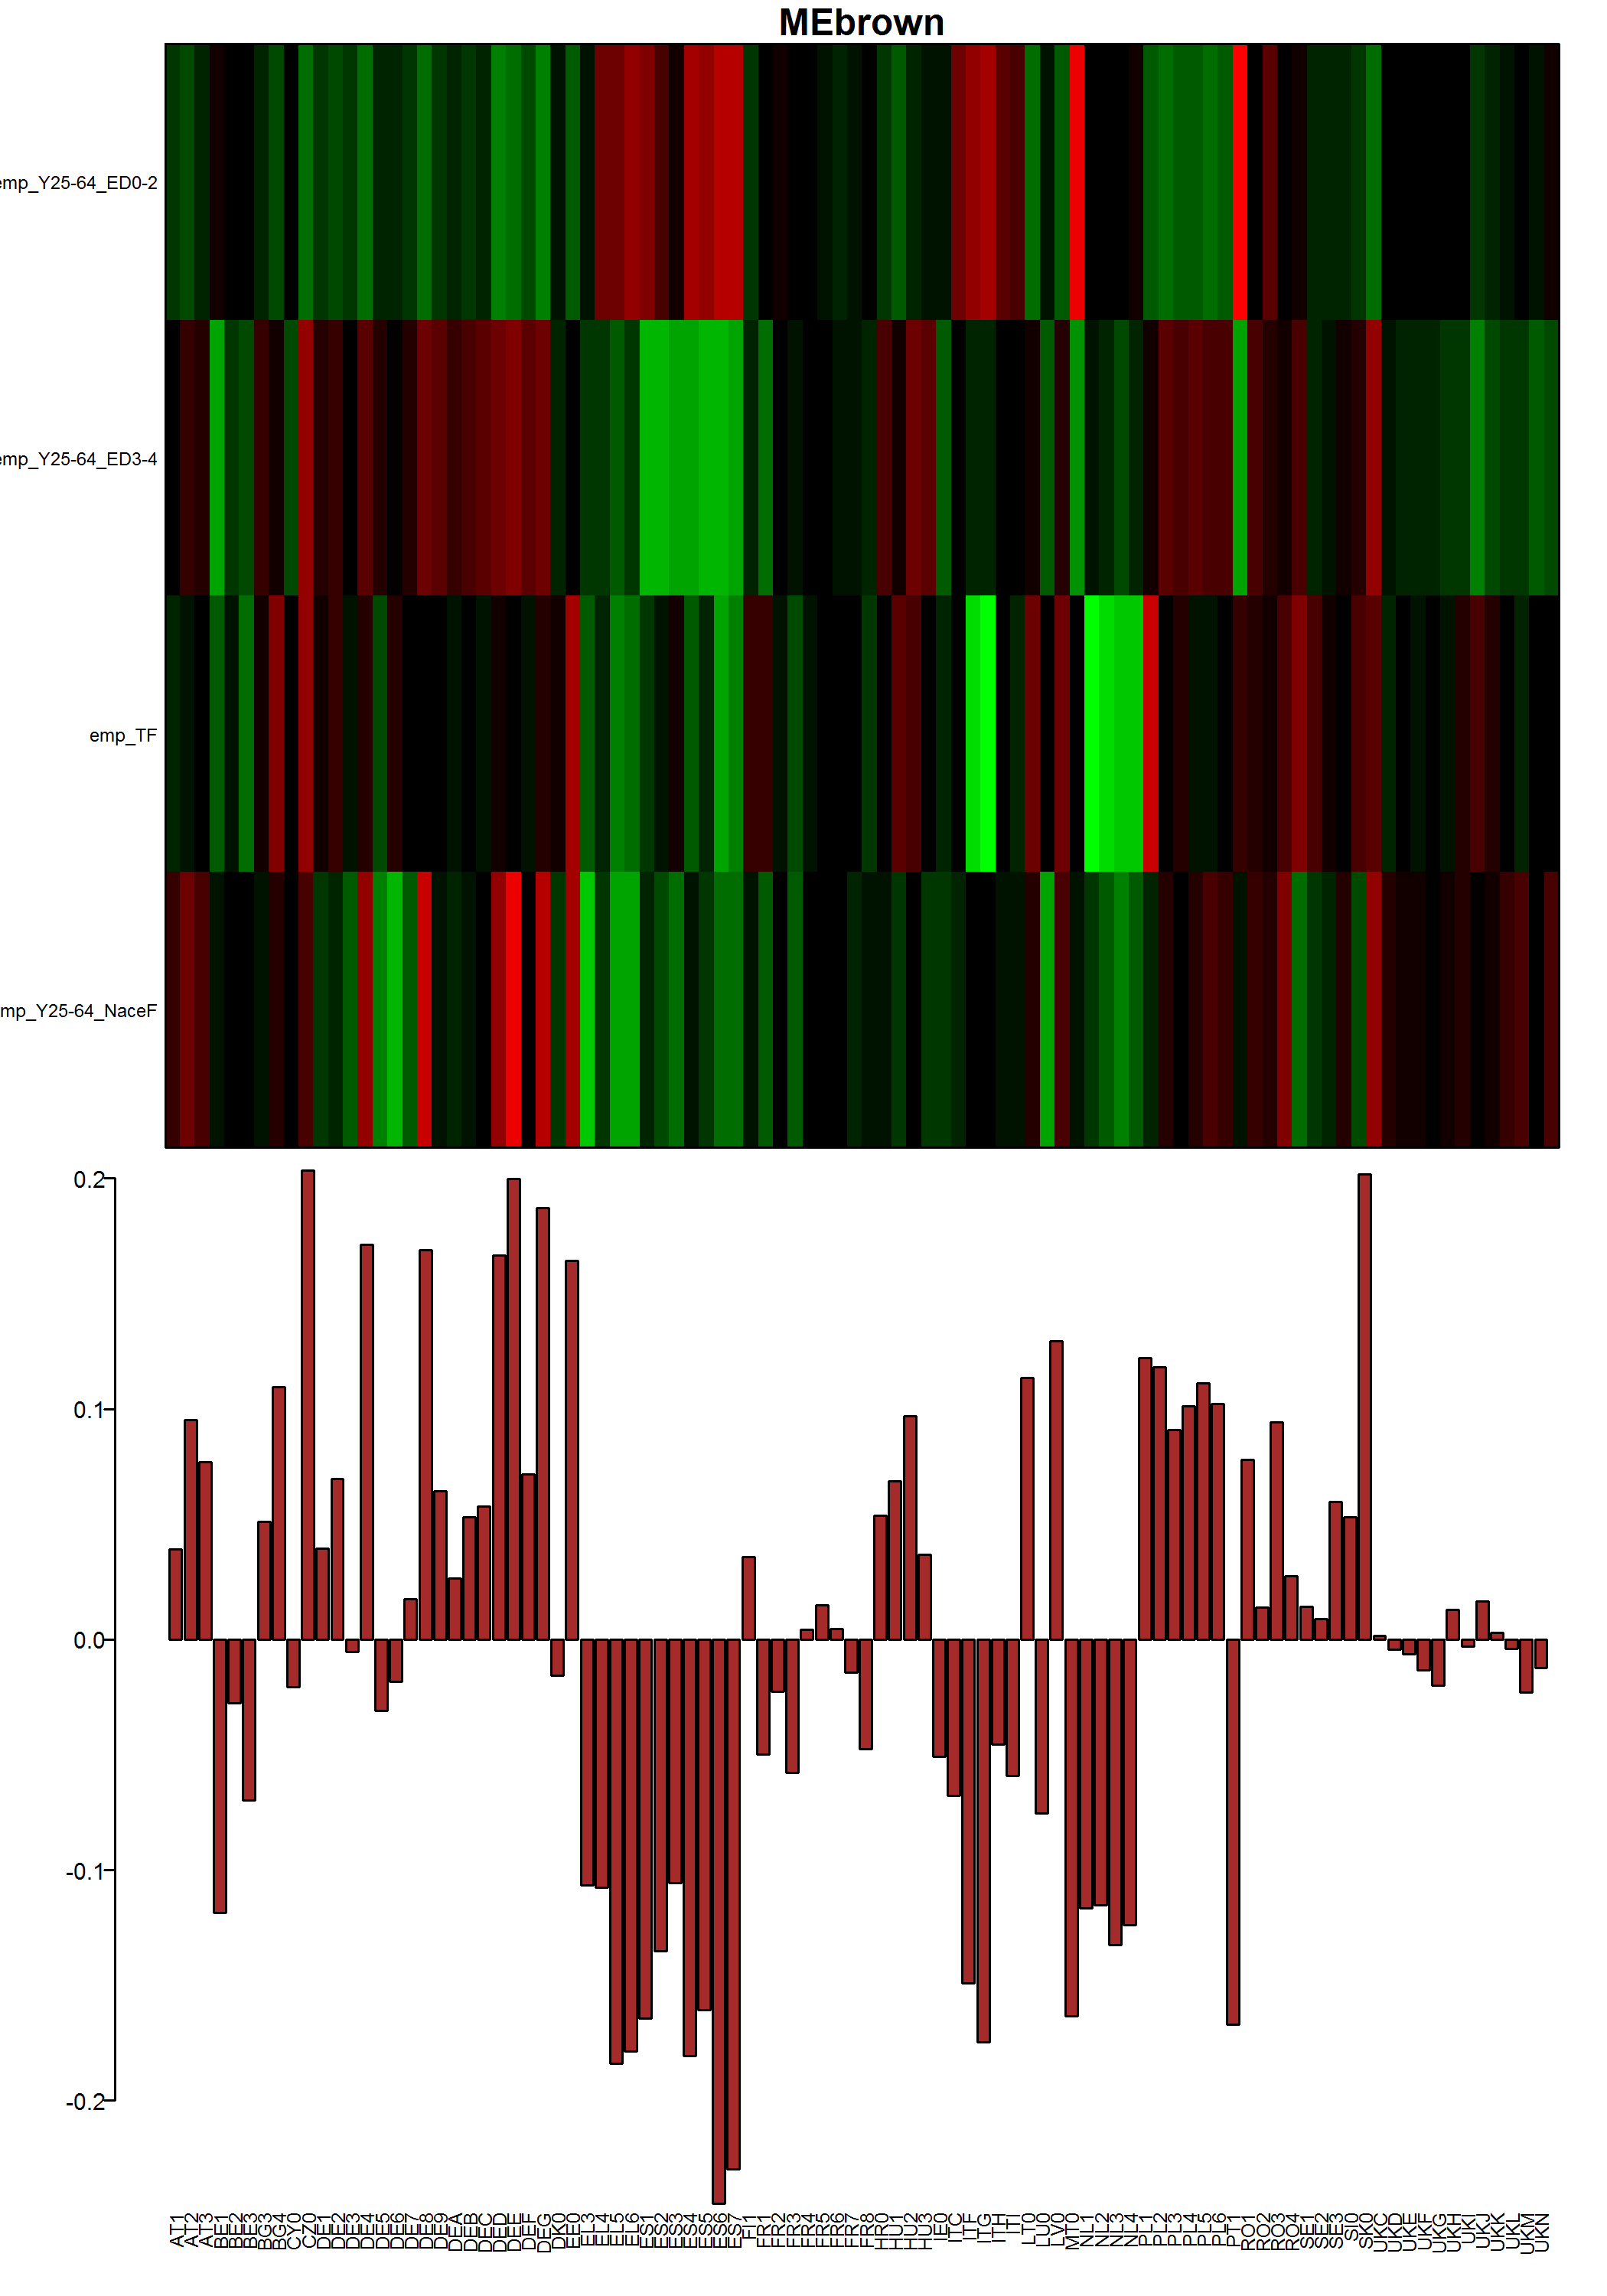 MEbrown
emp_Y25-64_ED0-2
emp_Y25-64_ED3-4
emp_TF
mp_Y25-64_NaceF
0.2
0.1
0.0
-0.1
-0.2
AT1
AT2
AT3
BE1
BE2
BE3
BG3
BG4
CY0
CZ0
DE1
DE2
DE3
DE4
DE5
DE6
DE7
DE8
DE9
DEA
DEB
DEC
DED
DEE
DEF
DEG
DK0
EE0
EL3
EL4
EL5
EL6
ES1
ES2
ES3
ES4
ES5
ES6
ES7
FI1
FR1
FR2
FR3
FR4
FR5
FR6
FR7
FR8
HR0
HU1
HU2
HU3
IE0
ITC
ITF
ITG
ITH
ITI
LT0
LU0
LV0
MT0
NL1
NL2
NL3
NL4
PL1
PL2
PL3
PL4
PL5
PL6
PT1
RO1
RO2
RO3
RO4
SE1
SE2
SE3
SI0
SK0
UKC
UKD
UKE
UKF
UKG
UKH
UKI
UKJ
UKK
UKL
UKM
UKN